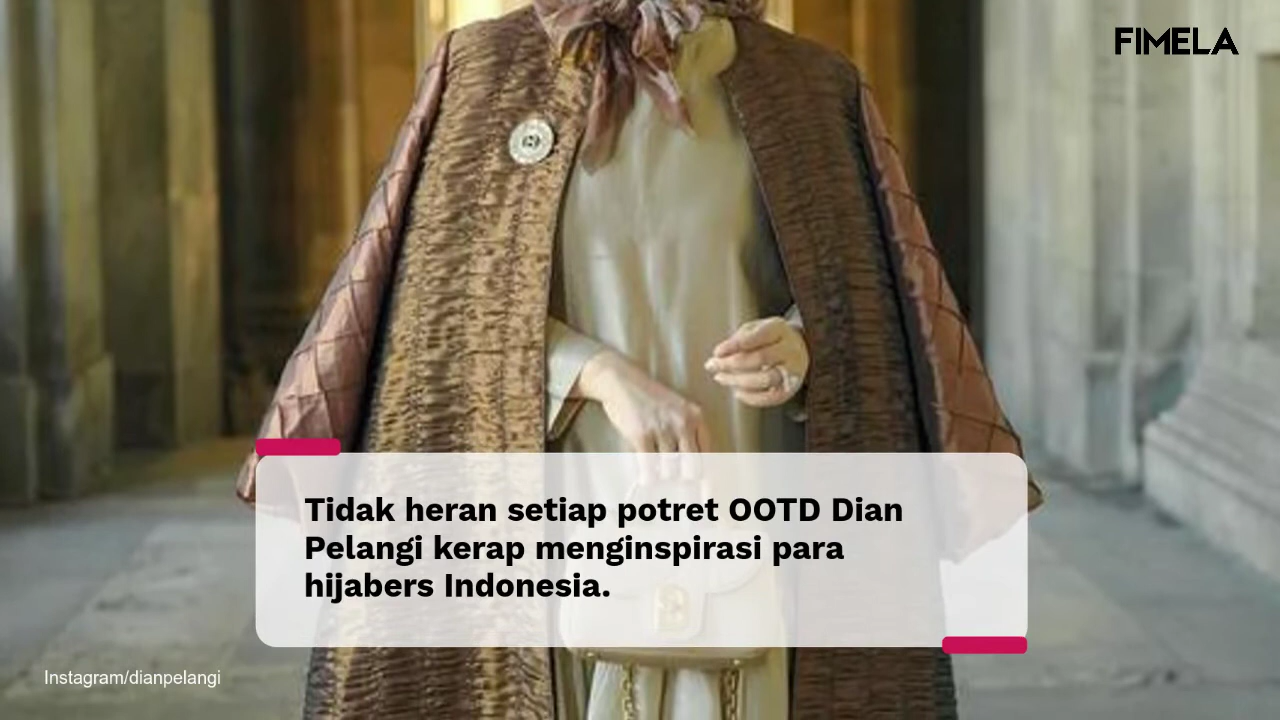 FIMELA
Tidak heran setiap potret OOTD Dian
Pelangi kerap menginspirasi para
hijabers Indonesia.
Instagram/dianpelangi